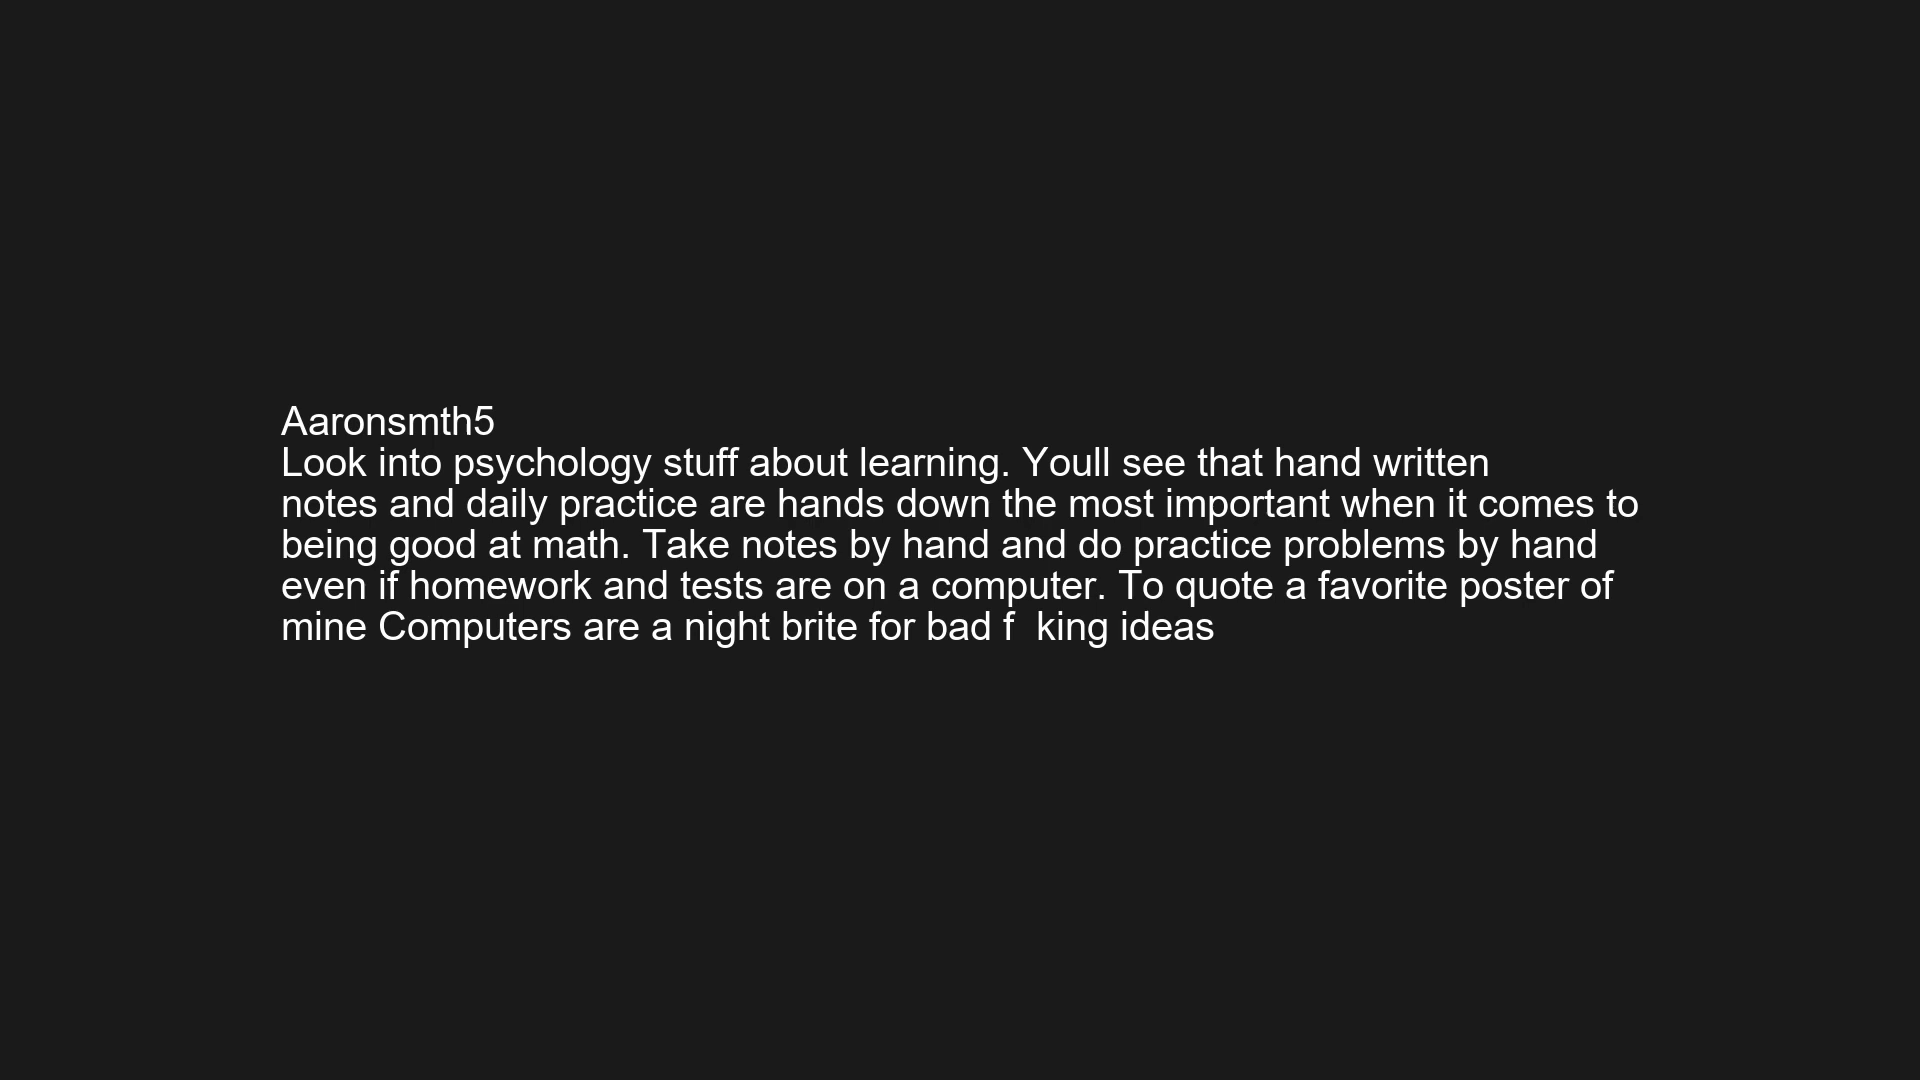 Aaronsmth5
Look into psychology stuff about learning. Youll see that hand written
notes and daily practice are hands down the most important when it comes to
being good at math. Take notes by hand and do practice problems by hand
even if homework and tests are on a computer. To quote a favorite poster of
mine Computers are a night brite for bad f  king ideas